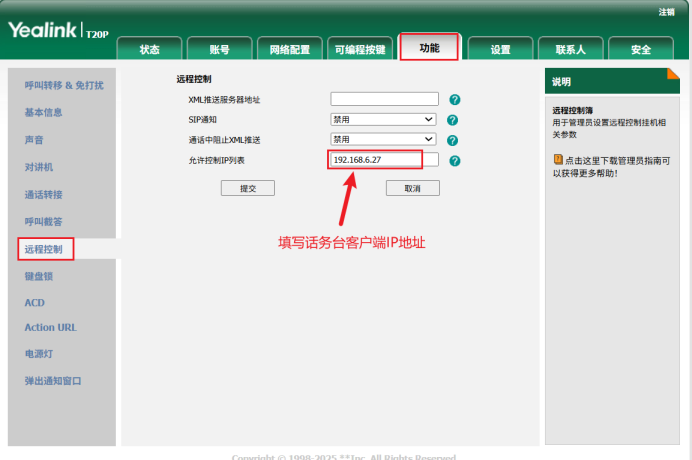 注销
Yealink T20P
状态 账号 网络配置 可编程按键 功能 设置 联系人 安全
呼叫转移 & 免打扰
基本信息
声音
对讲机
通话转接
呼叫截答
远程控制
键盘锁
ACD
Action URL
电源灯
弹出通知窗口
远程控制
XML推送服务器地址 ?
SIP通知 禁用 ?
通话中阻止XML推送 禁用 ?
允许控制IP列表 192.168.6.27 ?
提交 取消
填写话务台客户端IP地址
说明
远程控制簿
用于管理员设置远程控制挂机相
关参数
点击这里下载管理员指南可
以获得更多帮助!
Copyright © 1998-2025 **Inc. All Rights Reserved